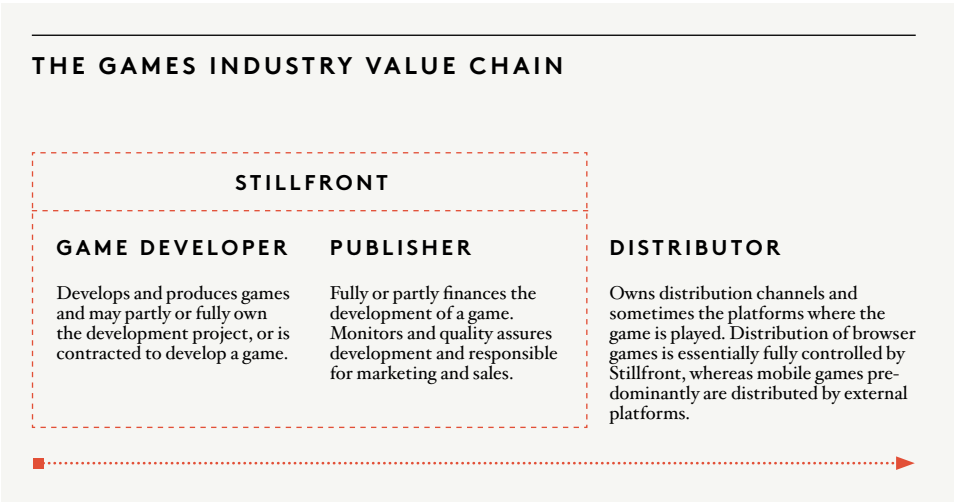 THE GAMES INDUSTRY VALUE CHAIN
STILLFRONT
GAME DEVELOPER
Develops and produces games
and may partly or fully own
the development project, or is
contracted to develop a game.
PUBLISHER
Fully or partly finances the
development of a game.
Monitors and quality assures
development and responsible
for marketing and sales.
DISTRIBUTOR
Owns distribution channels and
sometimes the platforms where the
game is played. Distribution of browser
games is essentially fully controlled by
Stillfront, whereas mobile games pre-
dominantly are distributed by external
platforms.